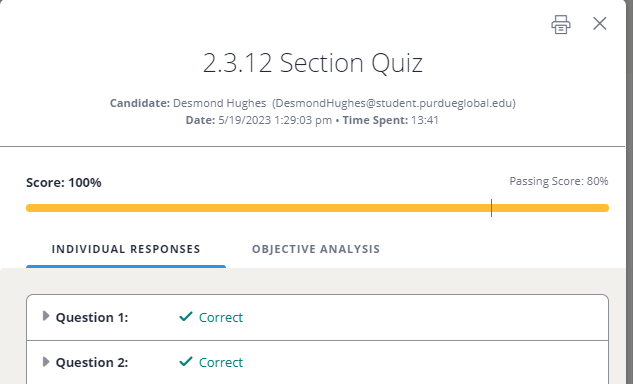 2.3.12 Section Quiz
Candidate: Desmond Hughes (DesmondHughes@student.purdueglobal.edu)
Date: 5/19/2023 1:29:03 pm • Time Spent: 13:41
Score: 100%
Passing Score: 80%
INDIVIDUAL RESPONSES
OBJECTIVE ANALYSIS
Question 1: Correct
Question 2: Correct